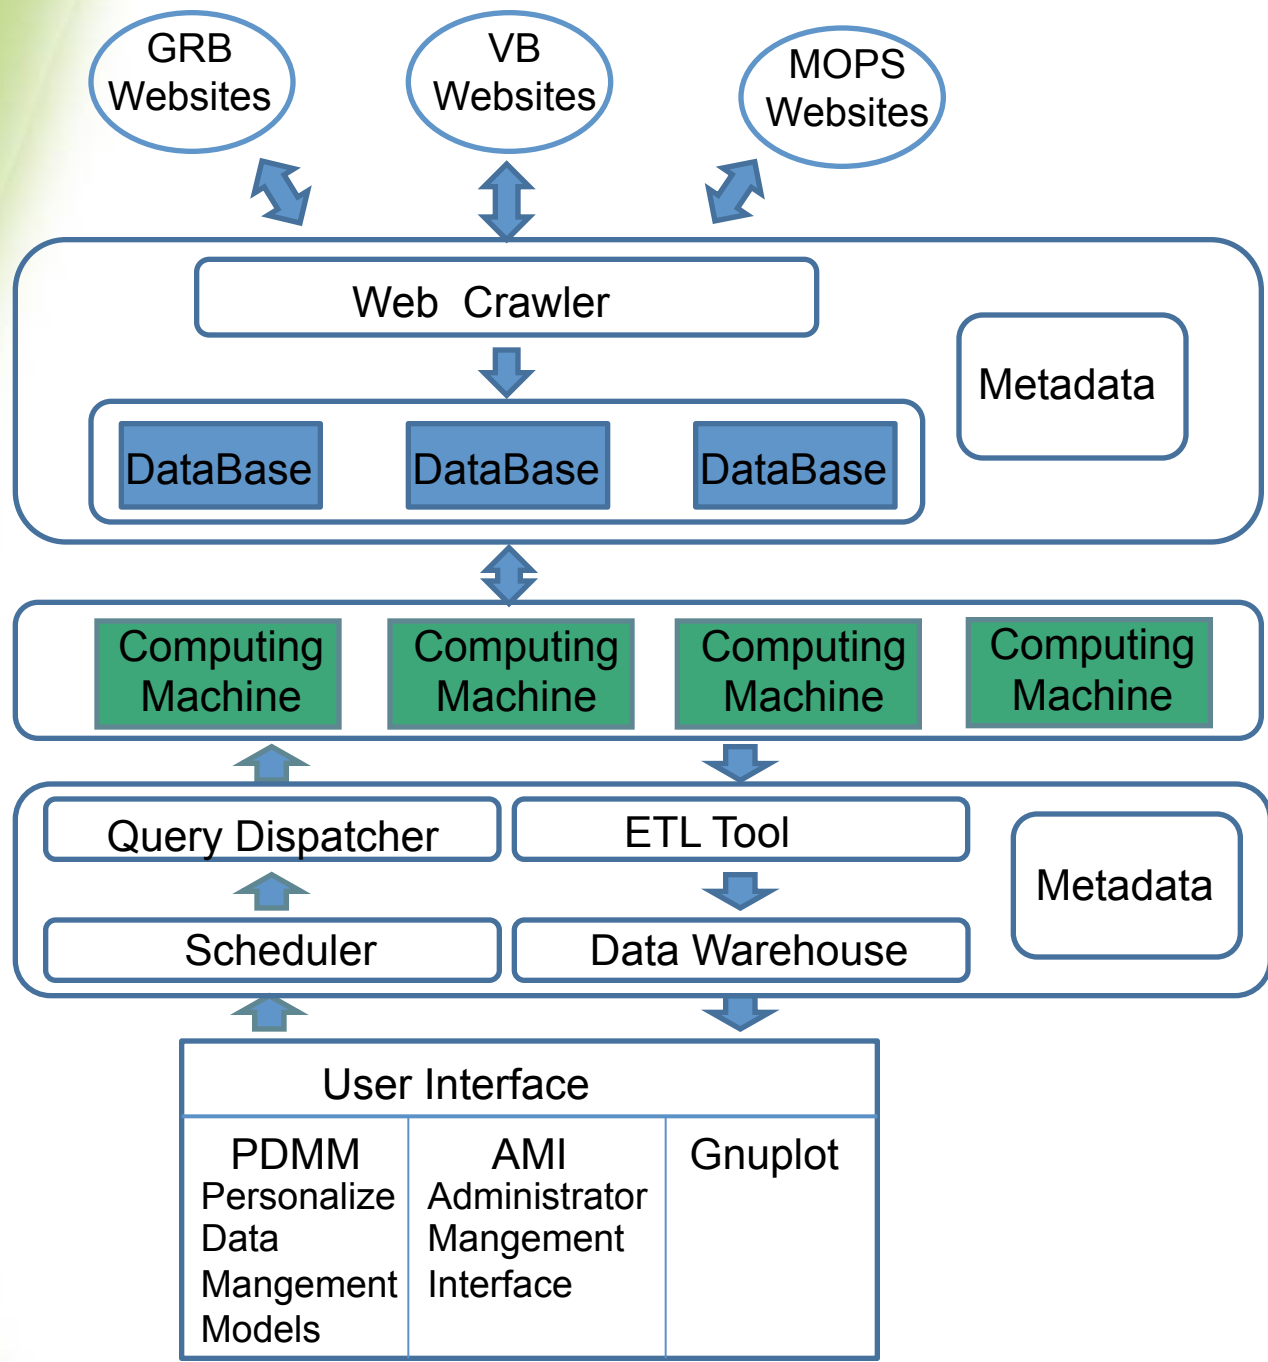 GRB
Websites
VB
Websites
MOPS
Websites
Web Crawler
Metadata
DataBase
DataBase
DataBase
Computing
Machine
Computing
Machine
Computing
Machine
Computing
Machine
Query Dispatcher
ETL Tool
Metadata
Scheduler
Data Warehouse
User Interface
PDMM
Personalize
Data
Mangement
Models
AMI
Administrator
Mangement
Interface
Gnuplot